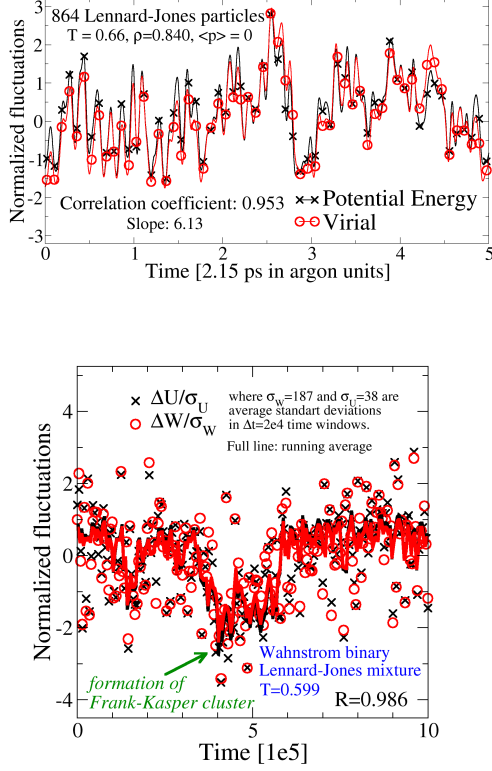 864 Lennard-Jones particles
T = 0.66, ρ=0.840, <p> = 0
Normalized fluctuations
3
2
1
0
-1
-2
-3
Correlation coefficient: 0.953
Slope: 6.13
Potential Energy
Virial
0 1 2 3 4 5
Time [2.15 ps in argon units]
ΔU/σU
ΔW/σW
where σW=187 and σU=38 are
average standart deviations
in Δt=2e4 time windows.
Full line: running average
Normalized fluctuations
4
2
0
-2
-4
formation of
Frank-Kasper cluster
Wahnstrom binary
Lennard-Jones mixture
T=0.599
R=0.986
0 5 10
Time [1e5]